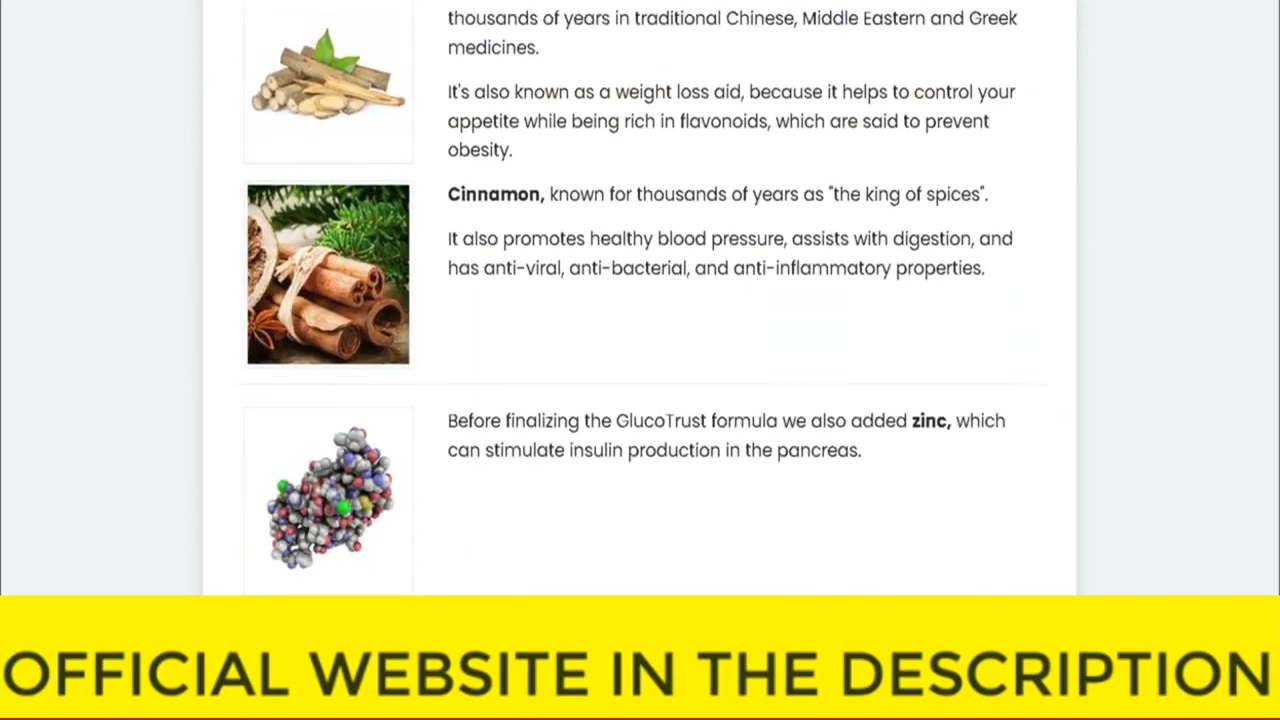 thousands of years in traditional Chinese, Middle Eastern and Greek
medicines.
It's also known as a weight loss aid, because it helps to control your
appetite while being rich in flavonoids, which are said to prevent
obesity.
Cinnamon, known for thousands of years as "the king of spices".
It also promotes healthy blood pressure, assists with digestion, and
has anti-viral, anti-bacterial, and anti-inflammatory properties.
Before finalizing the GlucoTrust formula we also added zinc, which
can stimulate insulin production in the pancreas.
OFFICIAL WEBSITE IN THE DESCRIPTION